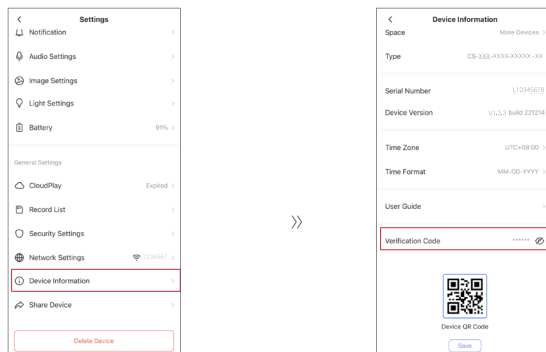 Settings
Notification
Audio Settings
Image Settings
Light Settings
Battery 91%
General Settings
CloudPlay Expired
Record List
Security Settings
Network Settings 1234567
Device Information
Share Device
Delete Device
Device Information
Space More Devices
Type CS-XXX-XXXX-XXXXX-XX
Serial Number L12345678
Device Version V1.2.3 build 221214
Time Zone UTC+08:00
Time Format MM-DD-YYYY
User Guide
Verification Code ******
Device QR Code
Save